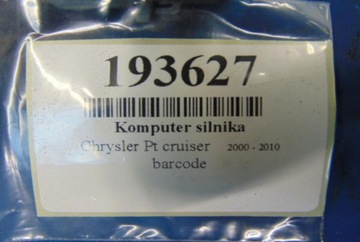 193627
Komputer silnika
Chrysler Pt cruiser 2000 - 2010
barcode